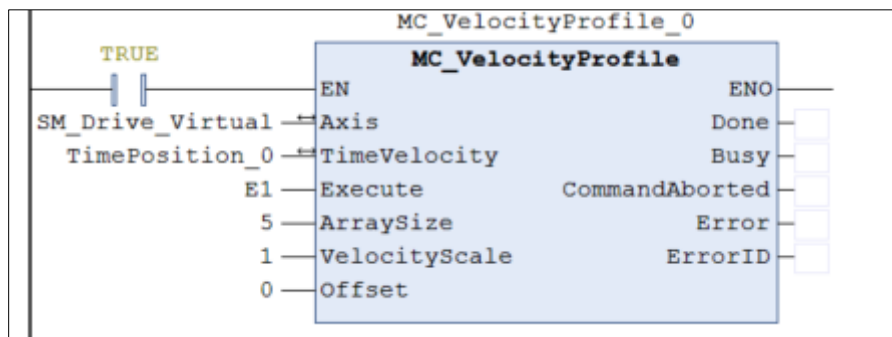 MC_VelocityProfile_0
TRUE
MC_VelocityProfile
EN ENO
SM_Drive_Virtual Axis Done
TimePosition_0 TimeVelocity Busy
E1 Execute CommandAborted
5 ArraySize Error
1 VelocityScale ErrorID
0 Offset